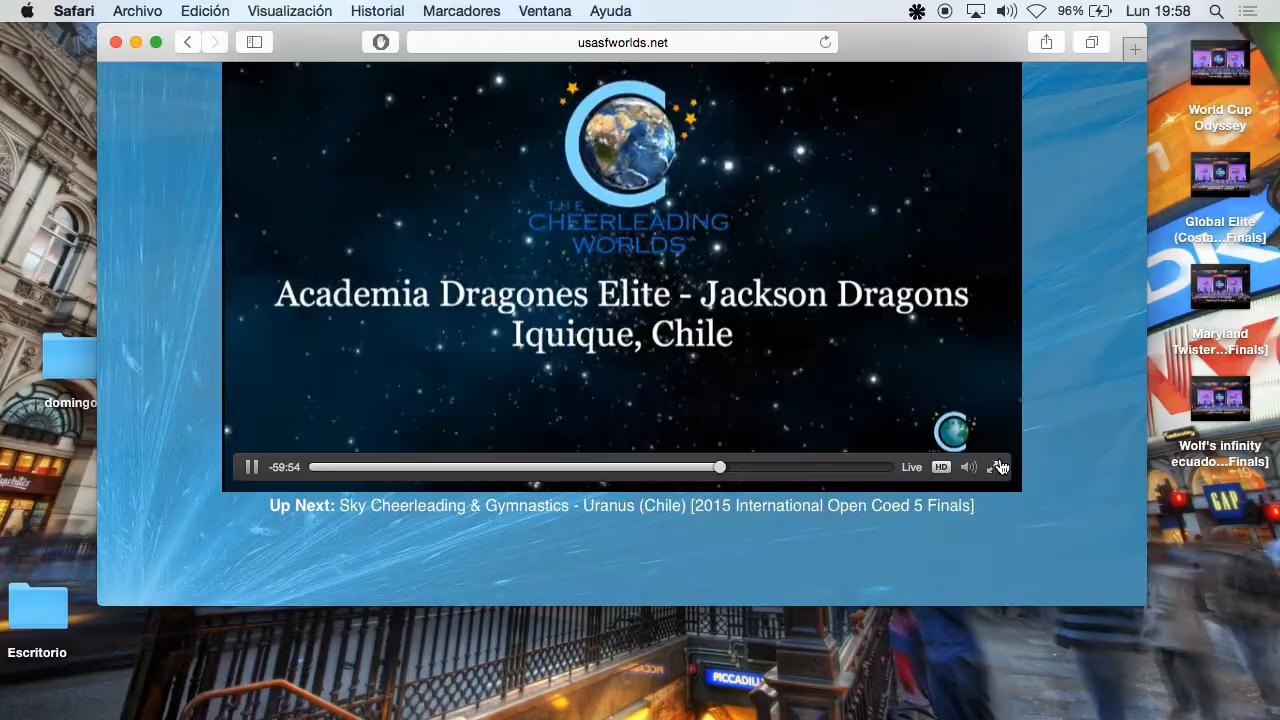 Safari Archivo Edición Visualización Historial Marcadores Ventana Ayuda 96% Lun 19:58
usasfworlds.net
THE
CHEERLEADING
WORLDS
Academia Dragones Elite - Jackson Dragons
Iquique, Chile
-59:54 Live HD
Up Next: Sky Cheerleading & Gymnastics - Uranus (Chile) [2015 International Open Coed 5 Finals]
World Cup
Odyssey
Global Elite
(Costa...Finals]
Maryland
Twister...Finals]
Wolf's infinity
ecuado...Finals]
domingo
Escritorio
GAP